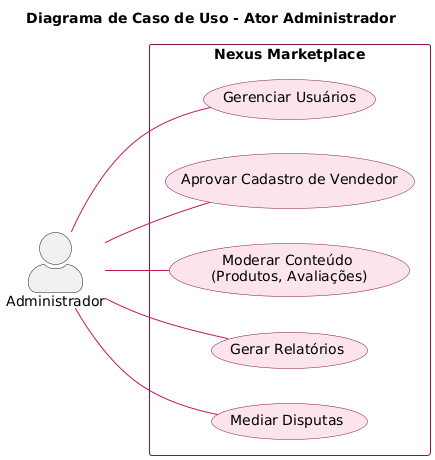 Diagrama de Caso de Uso - Ator Administrador
Nexus Marketplace
Gerenciar Usuários
Aprovar Cadastro de Vendedor
Moderar Conteúdo
(Produtos, Avaliações)
Administrador
Gerar Relatórios
Mediar Disputas